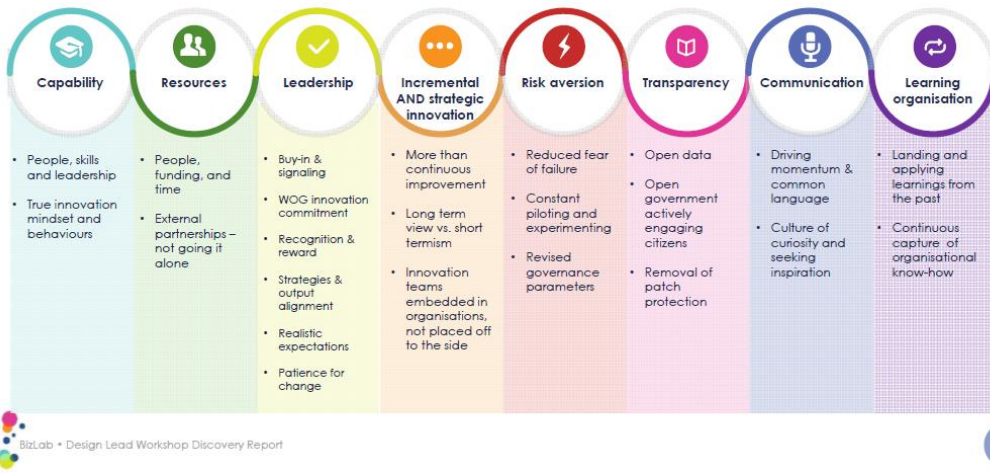 Capability
• People, skills
and leadership
• True innovation
mindset and
behaviours
Resources
• People,
funding, and
time
• External
partnerships –
not going it
alone
Leadership
• Buy-in &
signaling
• WOG innovation
commitment
• Recognition &
reward
• Strategies &
output
alignment
• Realistic
expectations
• Patience for
change
Incremental
AND strategic
innovation
• More than
continuous
improvement
• Long term
view vs. short
termism
• Innovation
teams
embedded in
organisations,
not placed off
to the side
Risk aversion
• Reduced fear
of failure
• Constant
piloting and
experimenting
• Revised
governance
parameters
Transparency
• Open data
• Open
government
actively
engaging
citizens
• Removal of
patch
protection
Communication
• Driving
momentum &
common
language
• Culture of
curiosity and
seeking
inspiration
Learning
organisation
• Landing and
applying
learnings from
the past
• Continuous
capture of
organisational
know-how
BizLab • Design Lead Workshop Discovery Report